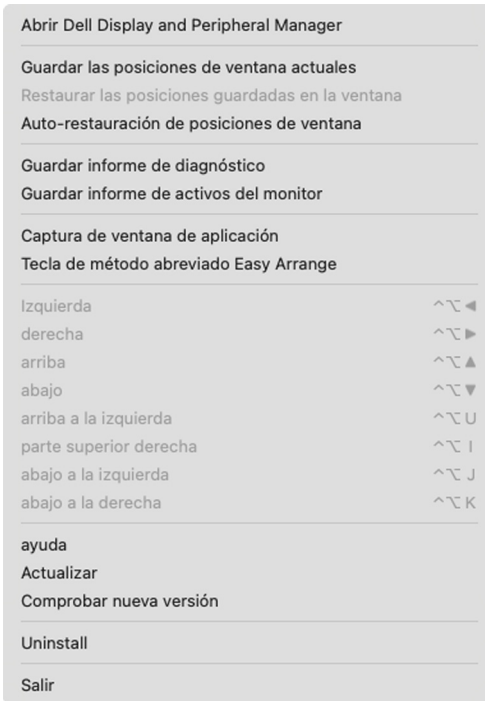 Abrir Dell Display and Peripheral Manager
Guardar las posiciones de ventana actuales
Restaurar las posiciones guardadas en la ventana
Auto-restauración de posiciones de ventana
Guardar informe de diagnóstico
Guardar informe de activos del monitor
Captura de ventana de aplicación
Tecla de método abreviado Easy Arrange
Izquierda ^⌥◀
derecha ^⌥▶
arriba ^⌥▲
abajo ^⌥▼
arriba a la izquierda ^⌥U
parte superior derecha ^⌥I
abajo a la izquierda ^⌥J
abajo a la derecha ^⌥K
ayuda
Actualizar
Comprobar nueva versión
Uninstall
Salir